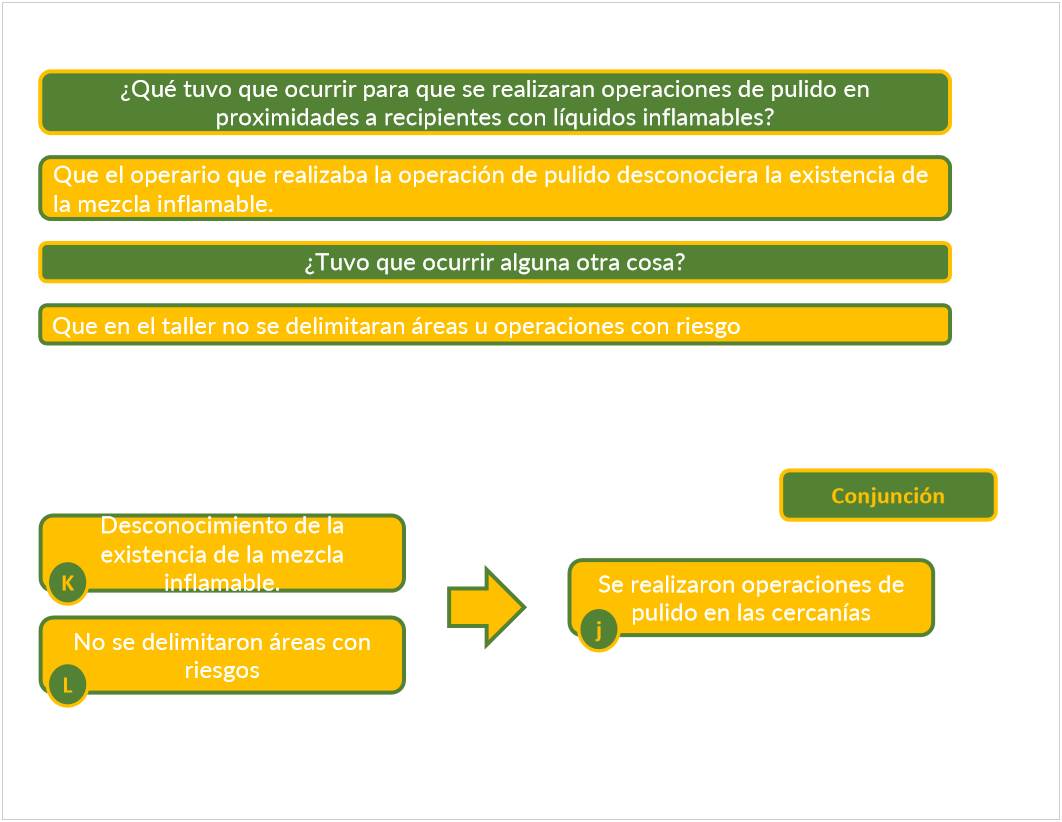 ¿Qué tuvo que ocurrir para que se realizaran operaciones de pulido en
proximidades a recipientes con líquidos inflamables?
Que el operario que realizaba la operación de pulido desconociera la existencia de
la mezcla inflamable.
¿Tuvo que ocurrir alguna otra cosa?
Que en el taller no se delimitaran áreas u operaciones con riesgo
Conjunción
Desconocimiento de la
existencia de la mezcla
inflamable.
K
No se delimitaron áreas con
riesgos
L
Se realizaron operaciones de
pulido en las cercanías
j